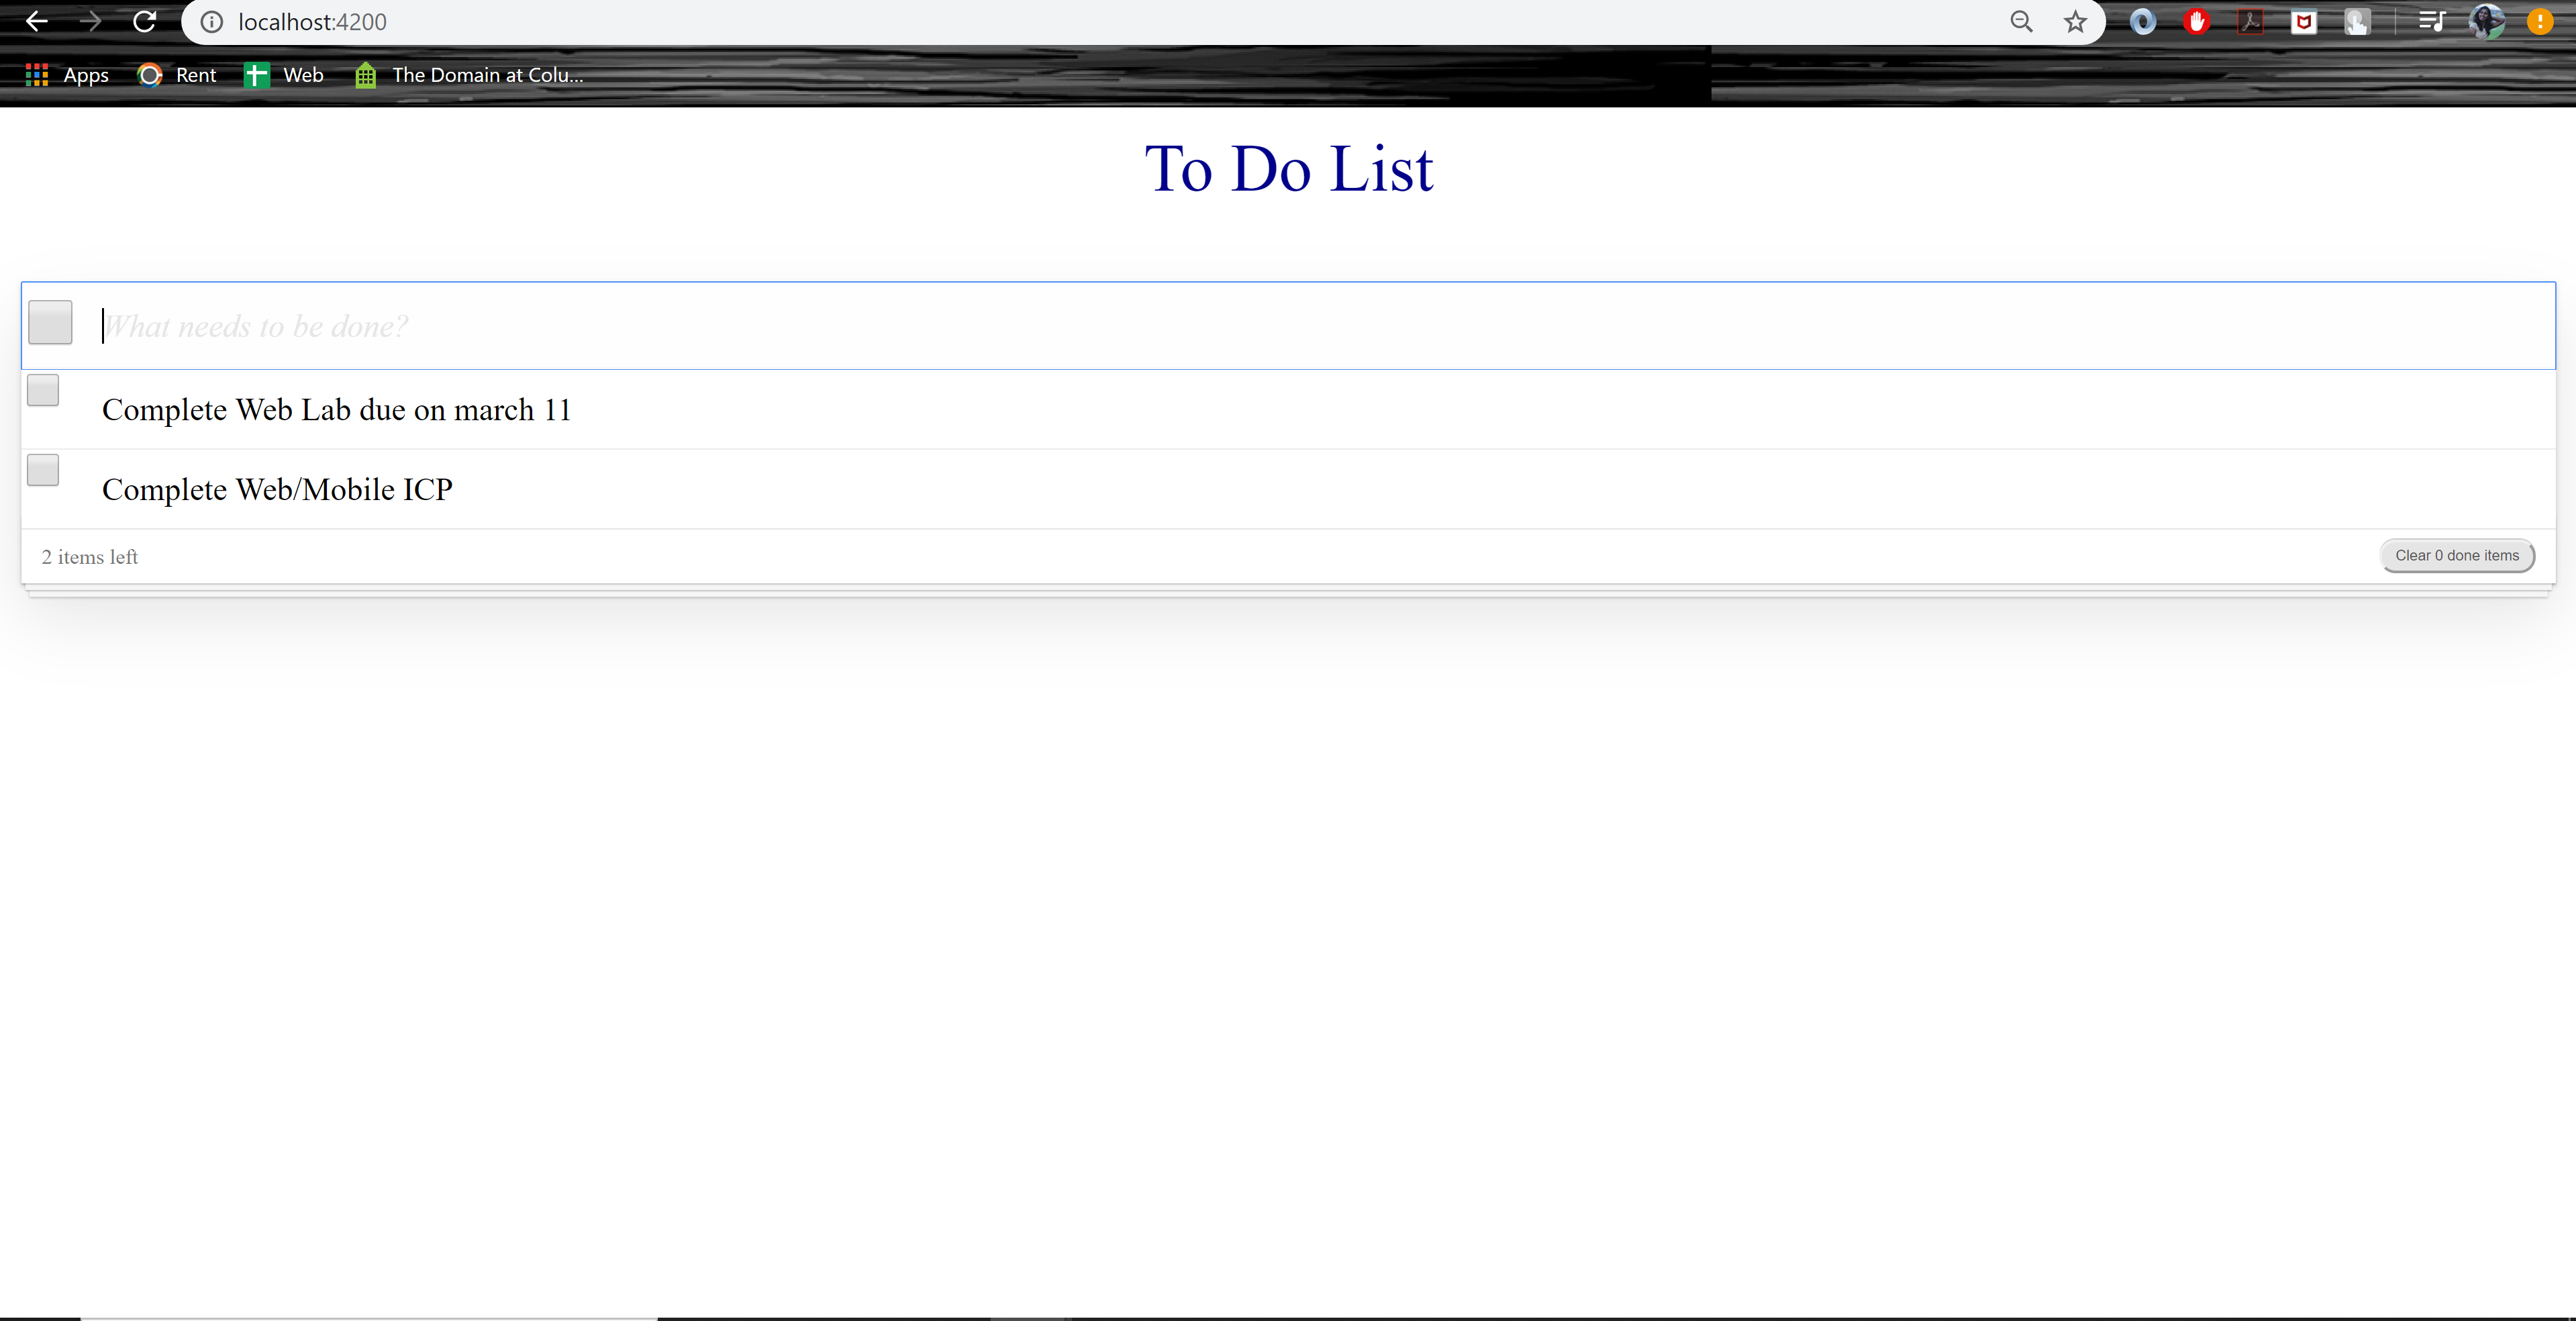 localhost:4200
Apps Rent Web The Domain at Colu...
To Do List
What needs to be done?
Complete Web Lab due on march 11
Complete Web/Mobile ICP
2 items left Clear 0 done items